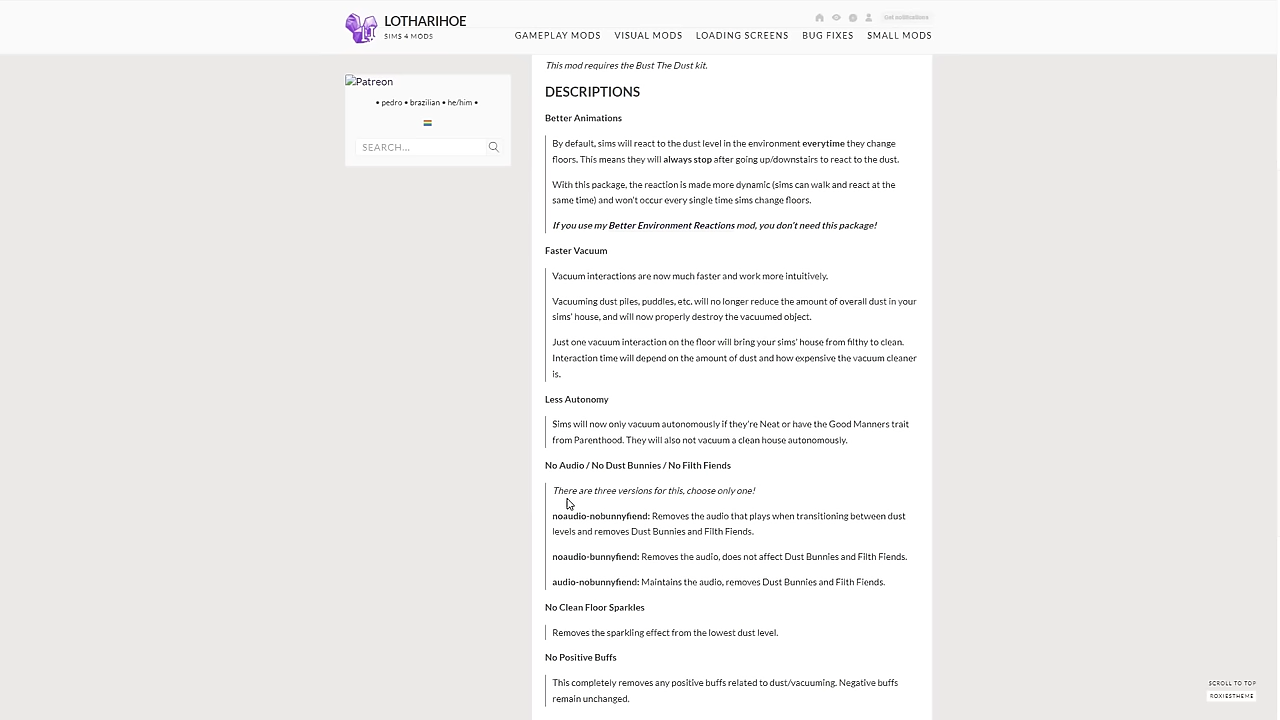 LOTHARIHOE
SIMS 4 MODS
Get notifications
GAMEPLAY MODS VISUAL MODS LOADING SCREENS BUG FIXES SMALL MODS
Patreon
• pedro • brazilian • he/him •
SEARCH...
This mod requires the Bust The Dust kit.
DESCRIPTIONS
Better Animations
By default, sims will react to the dust level in the environment everytime they change
floors. This means they will always stop after going up/downstairs to react to the dust.
With this package, the reaction is made more dynamic (sims can walk and react at the
same time) and won't occur every single time sims change floors.
If you use my Better Environment Reactions mod, you don't need this package!
Faster Vacuum
Vacuum interactions are now much faster and work more intuitively.
Vacuuming dust piles, puddles, etc. will no longer reduce the amount of overall dust in your
sims' house, and will now properly destroy the vacuumed object.
Just one vacuum interaction on the floor will bring your sims' house from filthy to clean.
Interaction time will depend on the amount of dust and how expensive the vacuum cleaner
is.
Less Autonomy
Sims will now only vacuum autonomously if they're Neat or have the Good Manners trait
from Parenthood. They will also not vacuum a clean house autonomously.
No Audio / No Dust Bunnies / No Filth Fiends
There are three versions for this, choose only one!
noaudio-nobunnyfiend: Removes the audio that plays when transitioning between dust
levels and removes Dust Bunnies and Filth Fiends.
noaudio-bunnyfiend: Removes the audio, does not affect Dust Bunnies and Filth Fiends.
audio-nobunnyfiend: Maintains the audio, removes Dust Bunnies and Filth Fiends.
No Clean Floor Sparkles
Removes the sparkling effect from the lowest dust level.
No Positive Buffs
This completely removes any positive buffs related to dust/vacuuming. Negative buffs
remain unchanged.
SCROLL TO TOP
ROXIESTHEME